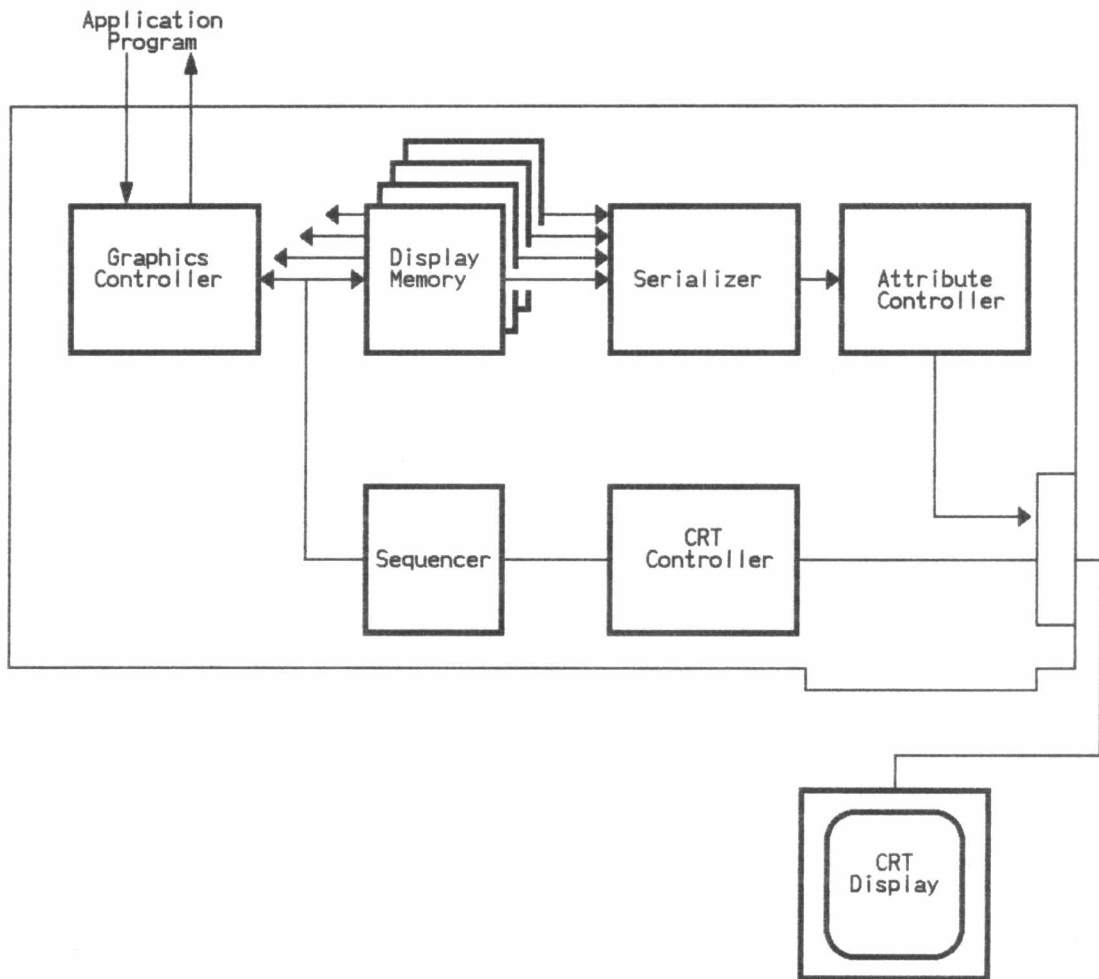 Application
Program
Graphics
Controller
Display
Memory
Serializer
Attribute
Controller
Sequencer
CRT
Controller
CRT
Display